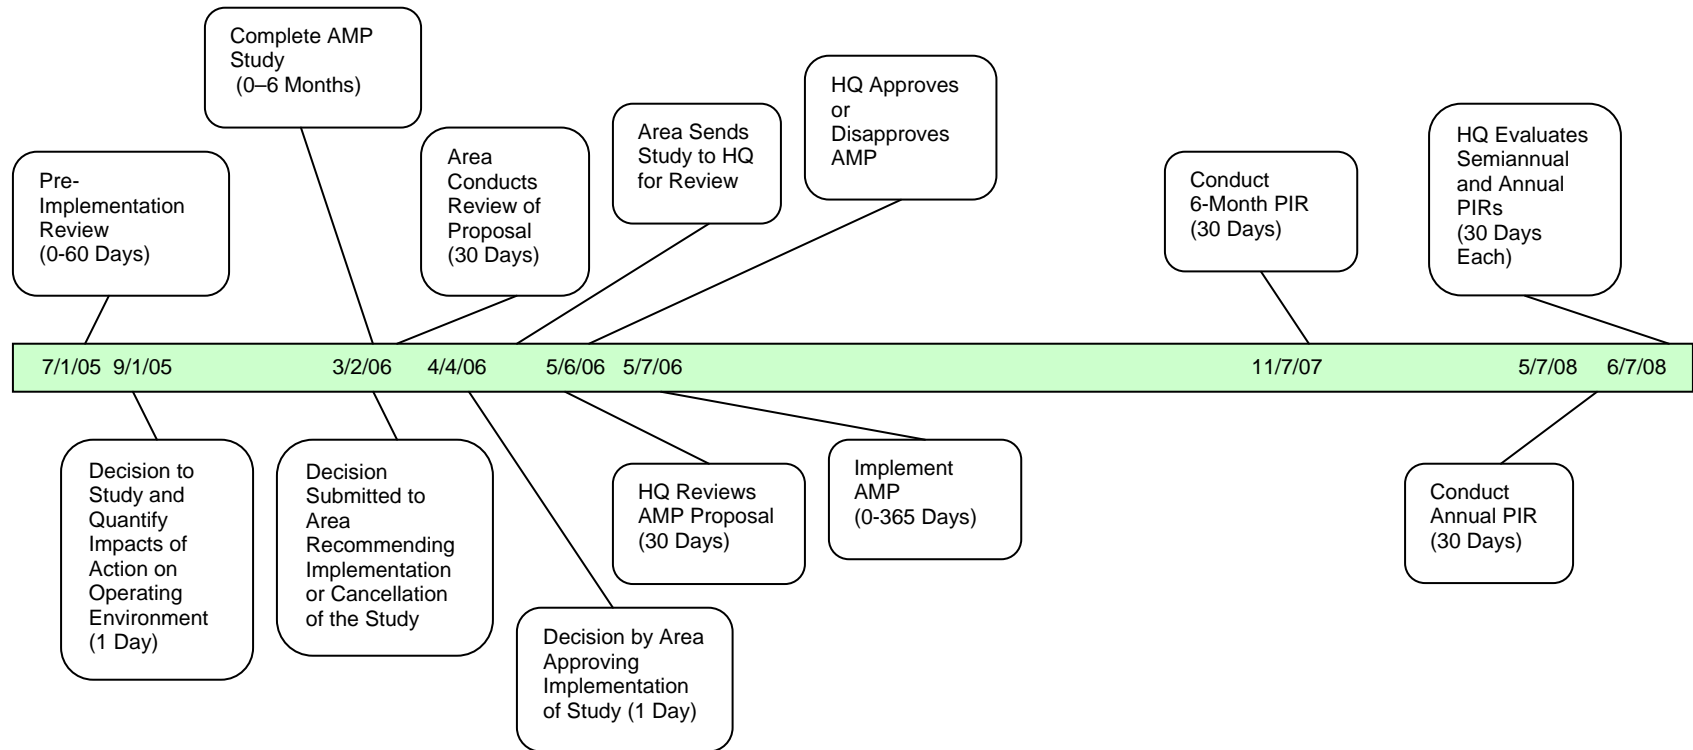 Complete AMP
Study
(0–6 Months)
HQ Approves
or
Disapproves
AMP
Area Sends
Study to HQ
for Review
HQ Evaluates
Semiannual
and Annual
PIRs
(30 Days
Each)
Area
Conducts
Review of
Proposal
(30 Days)
Pre-
Implementation
Review
(0-60 Days)
Conduct
6-Month PIR
(30 Days)
7/1/05 9/1/05 3/2/06 4/4/06 5/6/06 5/7/06 11/7/07 5/7/08 6/7/08
Decision to
Study and
Quantify
Impacts of
Action on
Operating
Environment
(1 Day)
Decision
Submitted to
Area
Recommending
Implementation
or Cancellation
of the Study
HQ Reviews
AMP Proposal
(30 Days)
Implement
AMP
(0-365 Days)
Conduct
Annual PIR
(30 Days)
Decision by Area
Approving
Implementation
of Study (1 Day)